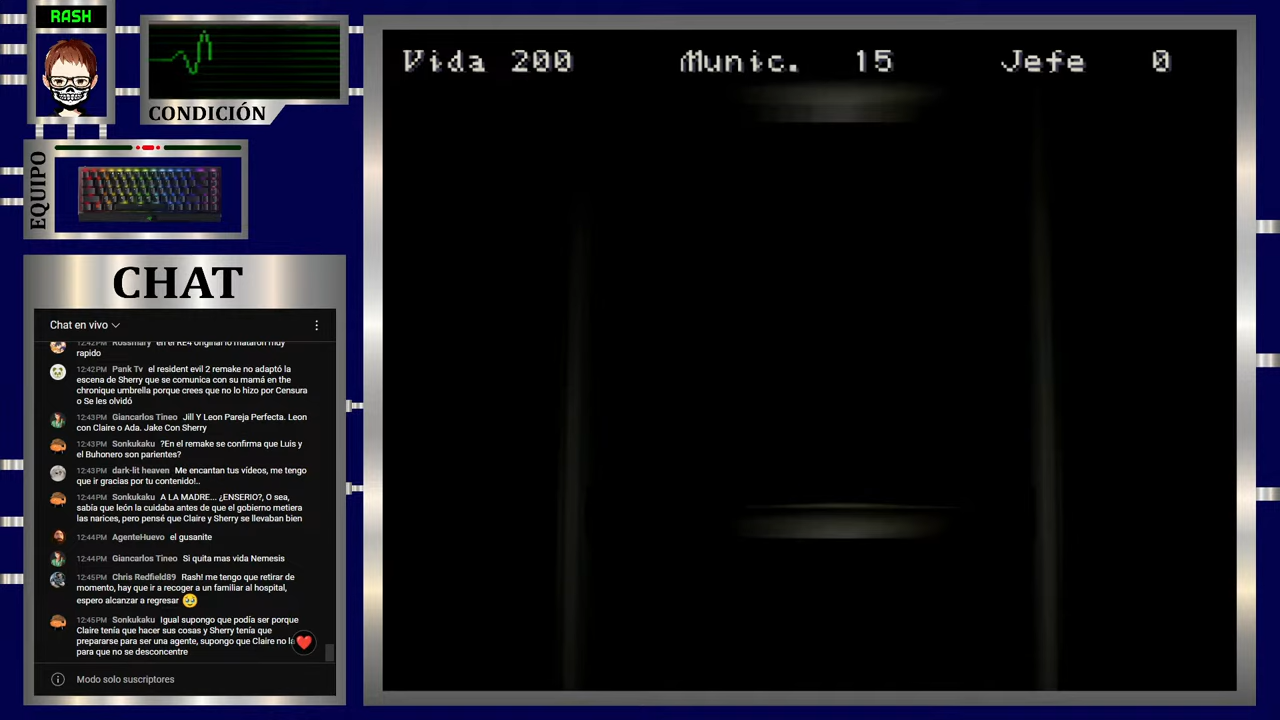 RASH
Vida 200 Munic. 15 Jefe 0
CONDICIÓN
EQUIPO
CHAT
Chat en vivo
12:42PM Rossmary en el RE4 original lo mataron muy
rapido
12:42PM Pank Tv el resident evil 2 remake no adaptó la
escena de Sherry que se comunica con su mamá en the
chronique umbrella porque crees que no lo hizo por Censura
o Se les olvidó
12:43PM Giancarlos Tineo Jill Y Leon Pareja Perfecta. Leon
con Claire o Ada. Jake Con Sherry
12:43PM Sonkukaku ?En el remake se confirma que Luis y
el Buhonero son parientes?
12:43PM dark-lit heaven Me encantan tus vídeos, me tengo
que ir gracias por tu contenido!..
12:44PM Sonkukaku A LA MADRE... ¿ENSERIO?, O sea,
sabía que león la cuidaba antes de que el gobierno metiera
las narices, pero pensé que Claire y Sherry se llevaban bien
12:44PM AgenteHuevo el gusanite
12:44PM Giancarlos Tineo Si quita mas vida Nemesis
12:45PM Chris Redfield89 Rash! me tengo que retirar de
momento, hay que ir a recoger a un familiar al hospital,
espero alcanzar a regresar
12:45PM Sonkukaku Igual supongo que podía ser porque
Claire tenía que hacer sus cosas y Sherry tenía que
prepararse para ser una agente, supongo que Claire no la
para que no se desconcentre
Modo solo suscriptores